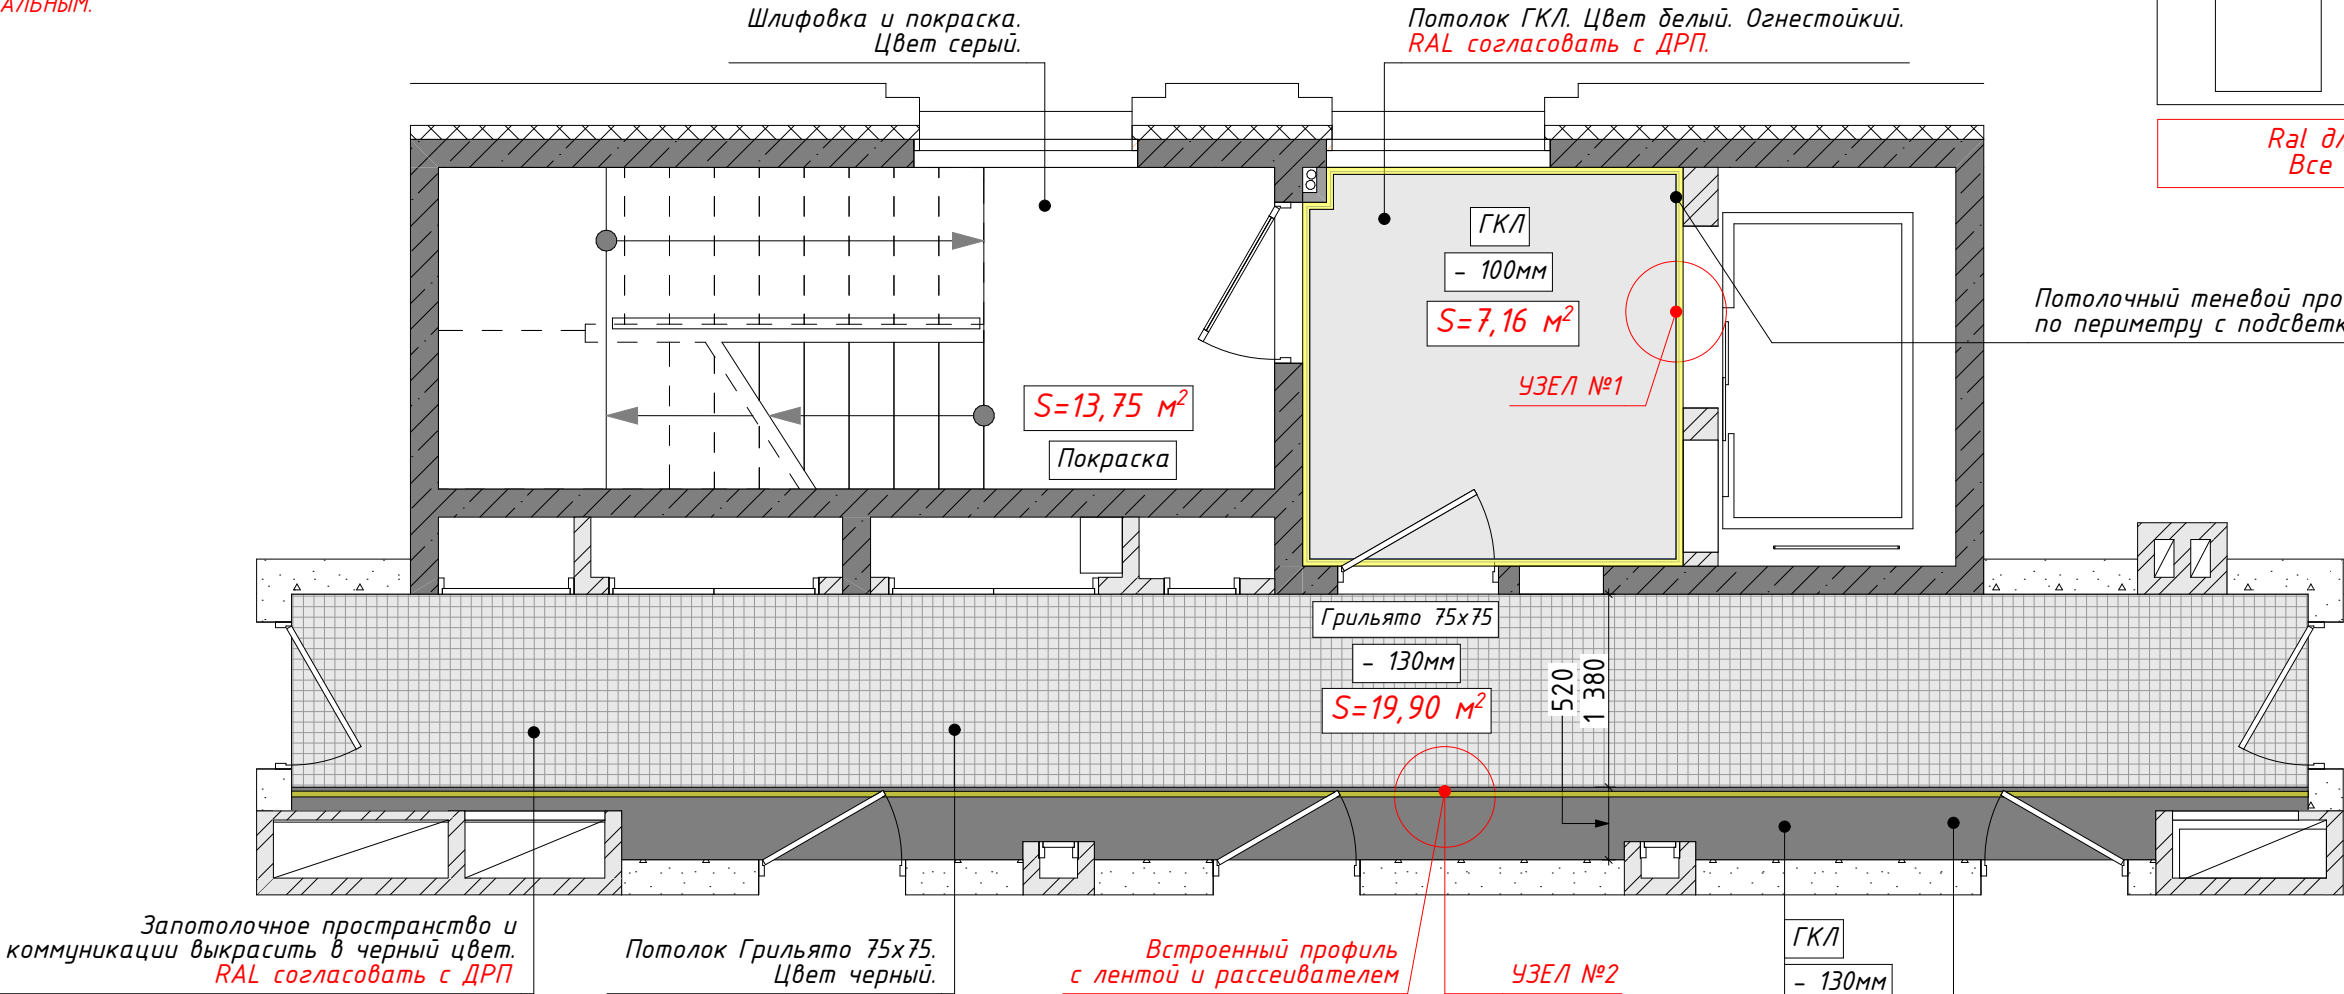 АЛЬНЫМ.
Шлифовка и покраска.
Цвет серый.
Потолок ГКЛ. Цвет белый. Огнестойкий.
RAL согласовать с ДРП.
Ral
Все
ГКЛ
- 100мм
S=7,16 м²
Потолочный теневой про
по периметру с подсветк
УЗЕЛ №1
S=13,75 м²
Покраска
Грильято 75х75
- 130мм
S=19,90 м²
520
1 380
Запотолочное пространство и
коммуникации выкрасить в черный цвет.
RAL согласовать с ДРП
Потолок Грильято 75х75.
Цвет черный.
Встроенный профиль
с лентой и рассеивателем
УЗЕЛ №2
ГКЛ
- 130мм